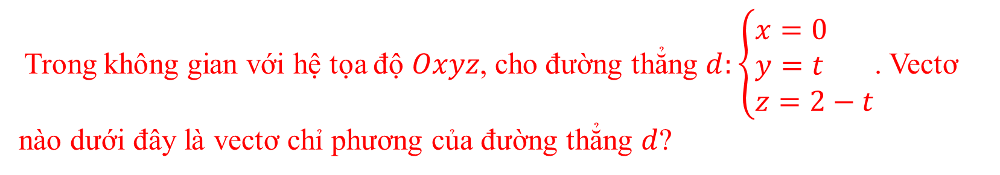 Trong không gian với hệ tọa độ Oxyz, cho đường thẳng d: { x = 0
y = t
z = 2 − t . Vectơ
nào dưới đây là vectơ chỉ phương của đường thẳng d?